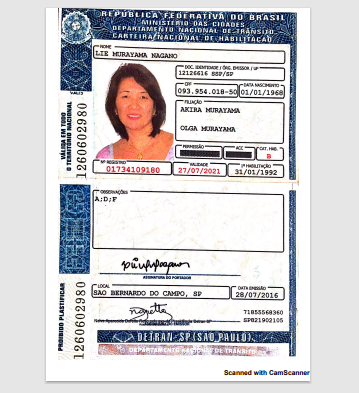 REPÚBLICA FEDERATIVA DO BRASIL
MINISTÉRIO DAS CIDADES
DEPARTAMENTO NACIONAL DE TRÂNSITO
CARTEIRA NACIONAL DE HABILITAÇÃO
NOME
LIE MURAYAMA NAGANO
DOC. IDENTIDADE / ÓRG. EMISSOR / UF
12126616 SSP/SP
CPF
DATA NASCIMENTO
093.954.018-50
01/01/1968
FILIAÇÃO
AKIRA MURAYAMA
OLGA MURAYAMA
PERMISSÃO
ACC
CAT. HAB.
B
Nº REGISTRO
VALIDADE
1ª HABILITAÇÃO
01734109180
27/07/2021
31/01/1992
VÁLIDA EM TODO
O TERRITÓRIO NACIONAL
1260602980
OBSERVAÇÕES
A;D;F
ASSINATURA DO PORTADOR
LOCAL
DATA EMISSÃO
SAO BERNARDO DO CAMPO, SP
28/07/2016
71855568360
SP821902105
PROIBIDO PLASTIFICAR
1260602980
DETRAN-SP (SÃO PAULO)
DEPARTAMENTO NACIONAL DE TRÂNSITO
Scanned with CamScanner